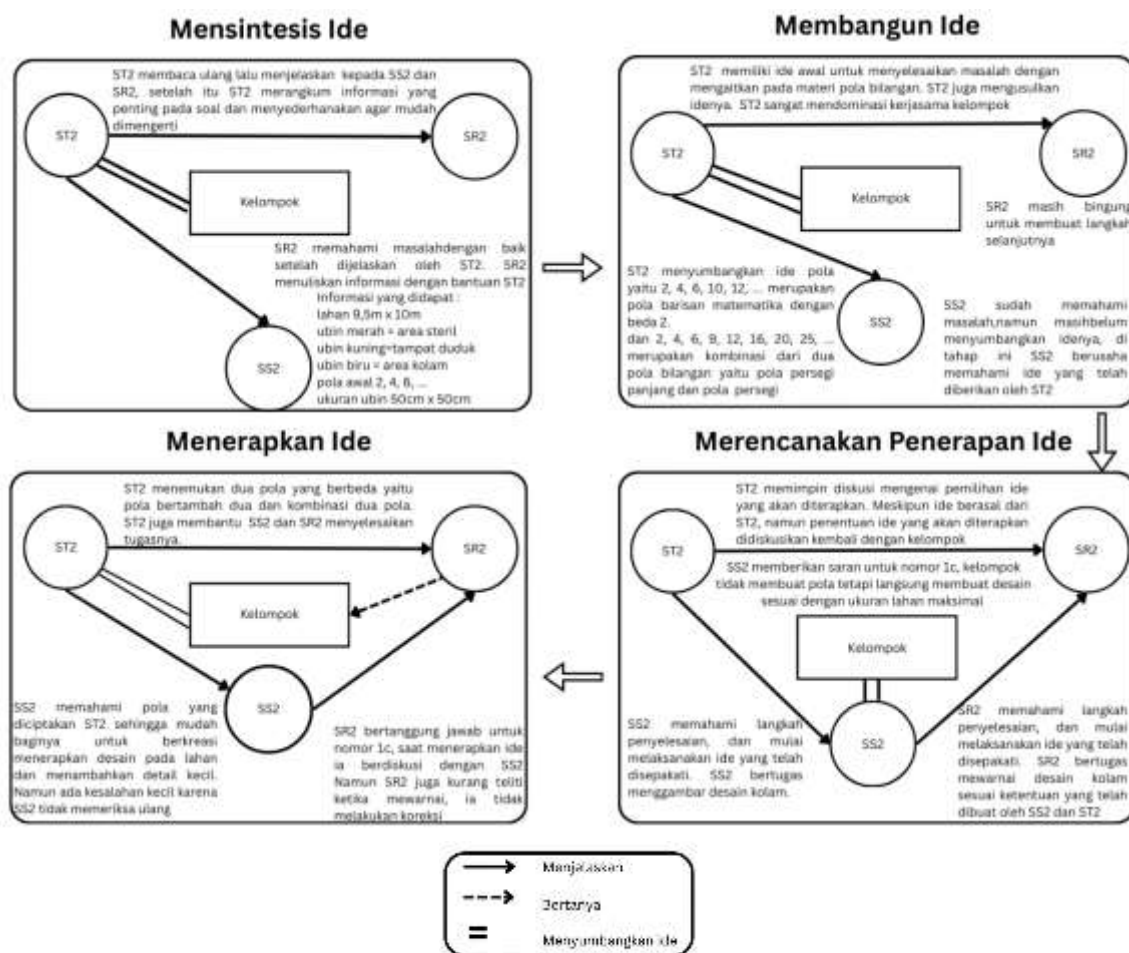 Mensintesis Ide
ST2 membaca ulang lalu menjelaskan kepada SS2 dan
SR2, setelah itu ST2 merangkum informasi yang
penting pada soal dan menyederhanakan agar mudah
dimengerti
ST2
SR2
Kelompok
SR2 memahami masalahdengan baik
setelah dijelaskan oleh ST2. SR2
menuliskan informasi dengan bantuan ST2
Informasi yang didapat :
lahan 9,5m x 10m
ubin merah = area steril
ubin kuning=tampat duduk
ubin biru = area kolam
pola awal 2, 4, 6, ...
ukuran ubin 50cm x 50cm
SS2
Membangun Ide
ST2 memiliki ide awal untuk menyelesaikan masalah dengan
mengaitkan pada materi pola bilangan. ST2 juga mengusulkan
idenya. ST2 sangat mendominasi kerjasama kelompok
ST2
SR2
Kelompok
SR2 masih bingung
untuk membuat langkah
selanjutnya
ST2 menyumbangkan ide pola
yaitu 2, 4, 6, 10, 12, ... merupakan
pola barisan matematika dengan
beda 2.
dan 2, 4, 6, 9, 12, 16, 20, 25, ...
merupakan kombinasi dari dua
pola bilangan yaitu pola persegi
panjang dan pola persegi
SS2
SS2 sudah memahami
masalah,namun masihbelum
menyumbangkan idenya, di
tahap ini SS2 berusaha
memahami ide yang telah
diberikan oleh ST2
Menerapkan Ide
ST2 menemukan dua pola yang berbeda yaitu
pola bertambah dua dan kombinasi dua pola.
ST2 juga membantu SS2 dan SR2 menyelesaikan
tugasnya.
ST2
SR2
Kelompok
SS2
SS2 memahami pola yang
diciptakan ST2 sehingga mudah
baginya untuk berkreasi
menerapkan desain pada lahan
dan menambahkan detail kecil.
Namun ada kesalahan kecil karena
SS2 tidak memeriksa ulang
SR2 bertanggung jawab untuk
nomor 1c, saat menerapkan ide
ia berdiskusi dengan SS2
Namun SR2 juga kurang teliti
ketika mewarnai, ia tidak
melakukan koreksi
Merencanakan Penerapan Ide
ST2 memimpin diskusi mengenai pemilihan ide
yang akan diterapkan. Meskipun ide berasal dari
ST2, namun penentuan ide yang akan diterapkan
didiskusikan kembali dengan kelompok
ST2
SR2
SS2 memberikan saran untuk nomor 1c, kelompok
tidak membuat pola tetapi langsung membuat desain
sesuai dengan ukuran lahan maksimal
Kelompok
SS2
SS2 memahami langkah
penyelesaian, dan mulai
melaksanakan ide yang telah
disepakati. SS2 bertugas
menggambar desain kolam.
SR2 memahami langkah
penyelesaian, dan mulai
melaksanakan ide yang telah
disepakati. SR2 bertugas
mewarnai desain kolam
sesuai ketentuan yang telah
dibuat oleh SS2 dan ST2
Menjelaskan
Bertanya
Menyumbangkan ide